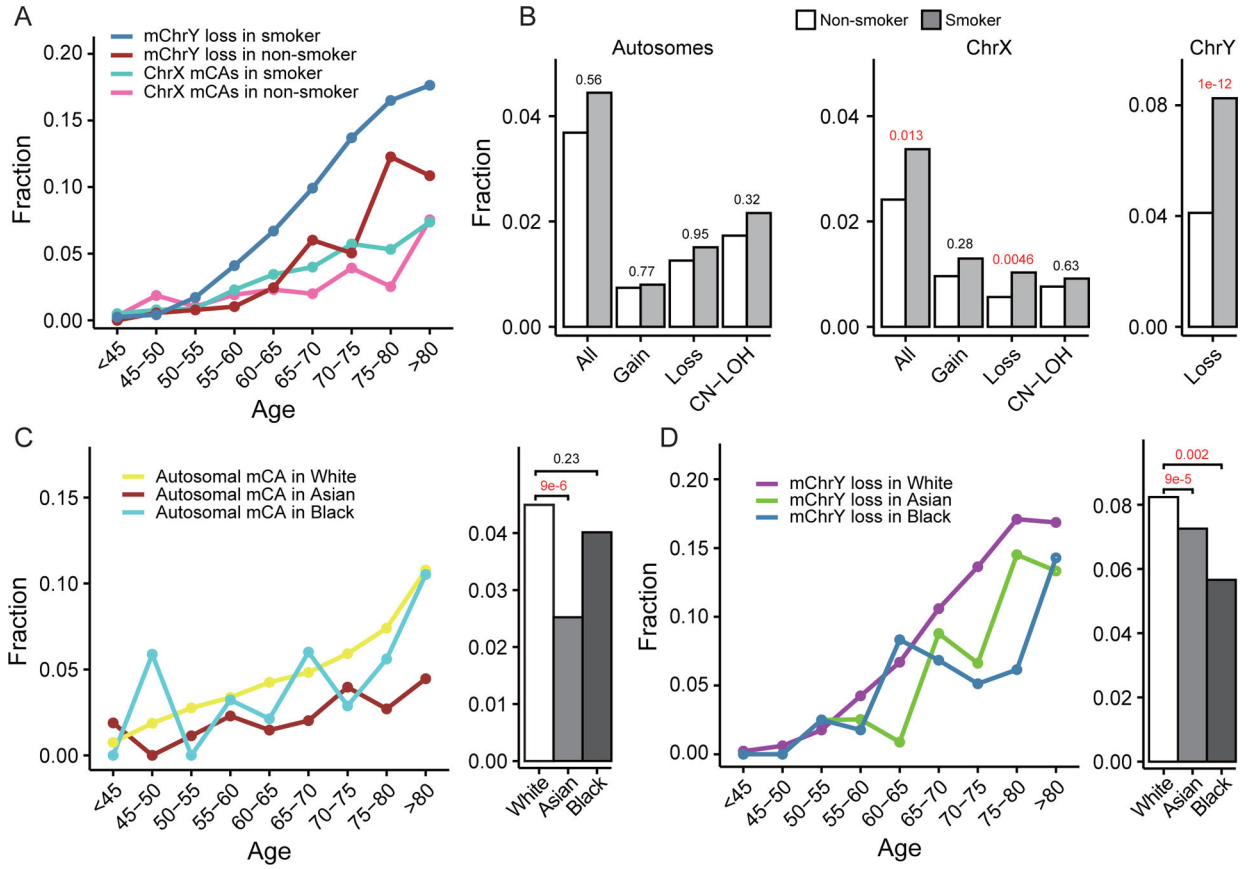 A
mChrY loss in smoker
mChrY loss in non-smoker
ChrX mCAs in smoker
ChrX mCAs in non-smoker
Fraction
0.20
0.15
0.10
0.05
0.00
<45
45–50
50–55
55–60
60–65
65–70
70–75
75–80
>80
Age
B
Non-smoker
Smoker
Autosomes
Fraction
0.04
0.02
0.00
0.56
0.77
0.95
0.32
All
Gain
Loss
CN–LOH
ChrX
0.04
0.02
0.00
0.013
0.28
0.0046
0.63
All
Gain
Loss
CN–LOH
ChrY
0.08
0.04
0.00
1e-12
Loss
C
Autosomal mCA in White
Autosomal mCA in Asian
Autosomal mCA in Black
Fraction
0.15
0.10
0.05
0.00
<45
45–50
50–55
55–60
60–65
65–70
70–75
75–80
>80
Age
0.23
9e-6
0.04
0.03
0.02
0.01
0.00
White
Asian
Black
D
mChrY loss in White
mChrY loss in Asian
mChrY loss in Black
Fraction
0.20
0.15
0.10
0.05
0.00
<45
45–50
50–55
55–60
60–65
65–70
70–75
75–80
>80
Age
0.002
9e-5
0.08
0.06
0.04
0.02
0.00
White
Asian
Black